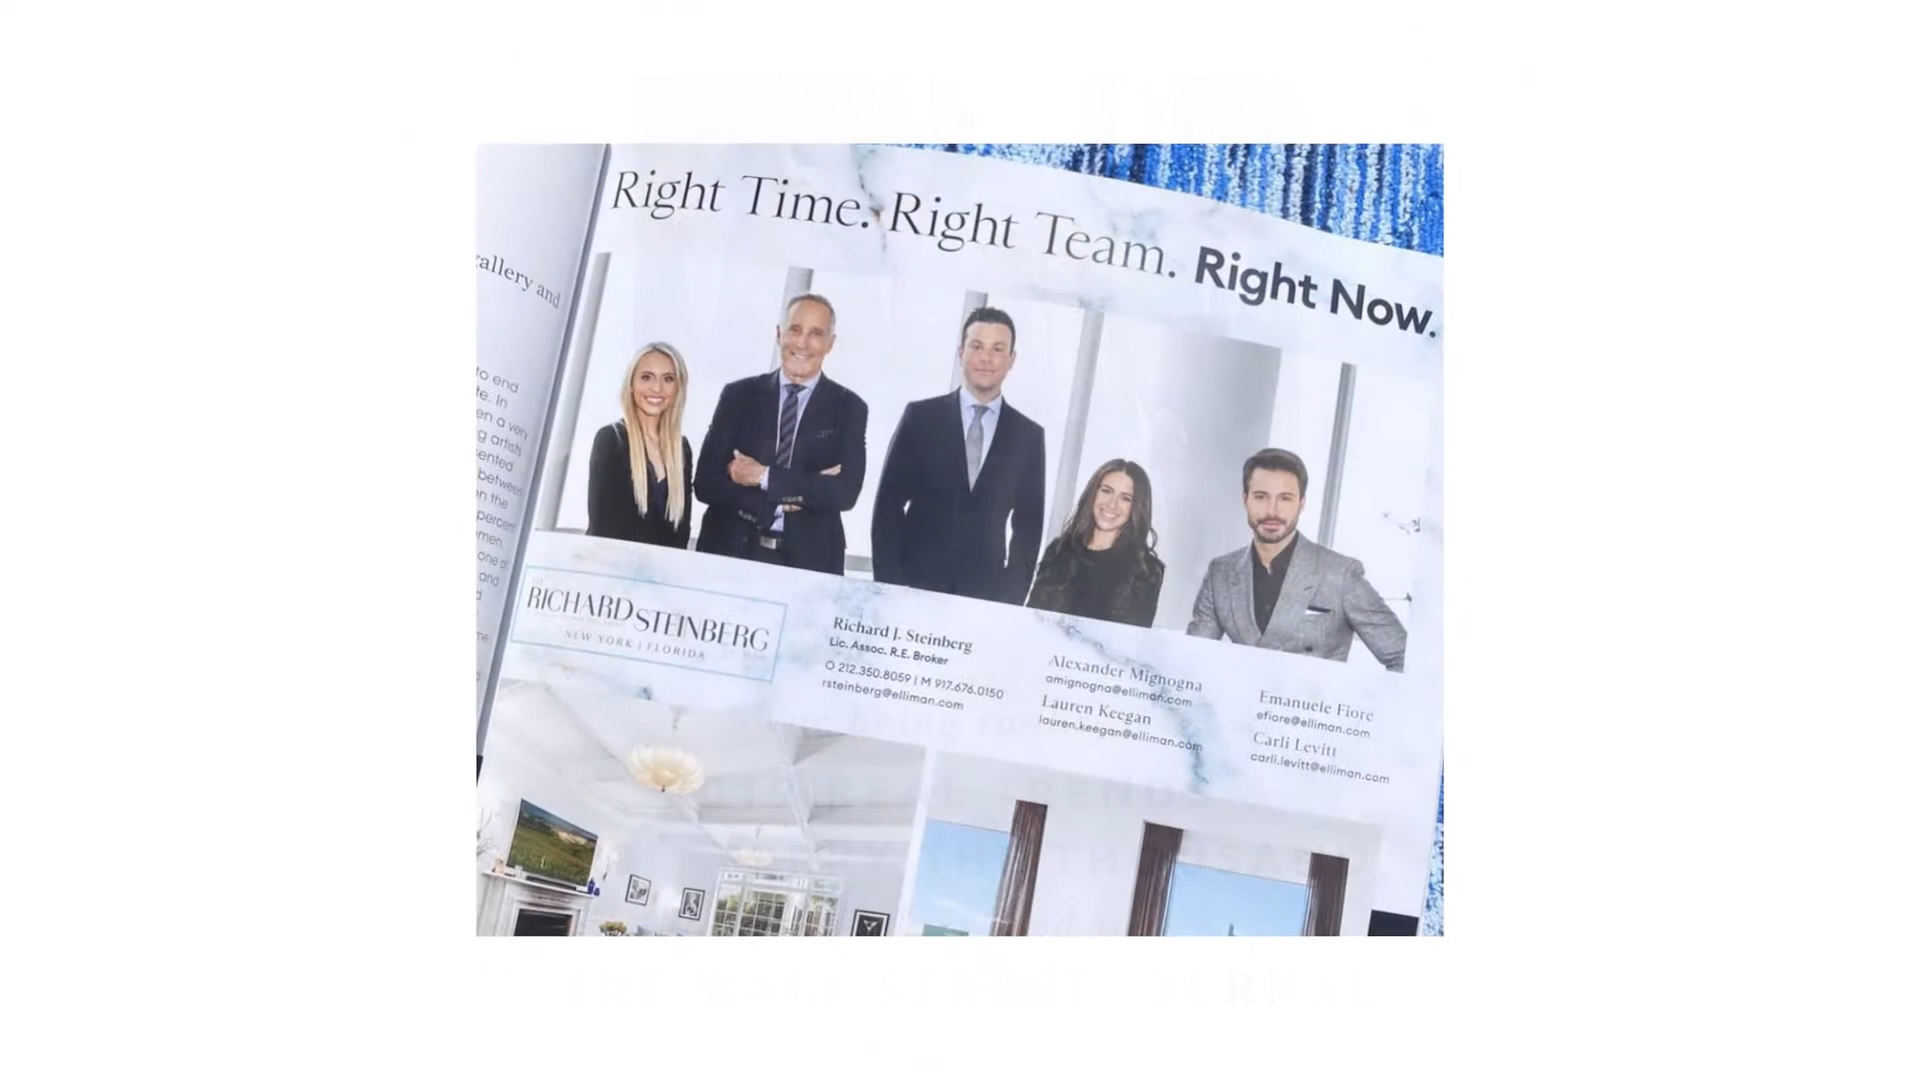 Right Time. Right Team. Right Now.
allery and
to end
te. In
en a very
g artists
sented
between
on the
percent
men
one of
and
RICHARD STEINBERG
NEW YORK | FLORIDA
Richard J. Steinberg
Lic. Assoc. R.E. Broker
O 212.350.8059 | M 917.676.0150
rsteinberg@elliman.com
Alexander Mignogna
amignogna@elliman.com
Lauren Keegan
lauren.keegan@elliman.com
Emanuele Fiore
efiore@elliman.com
Carli Levitt
carli.levitt@elliman.com